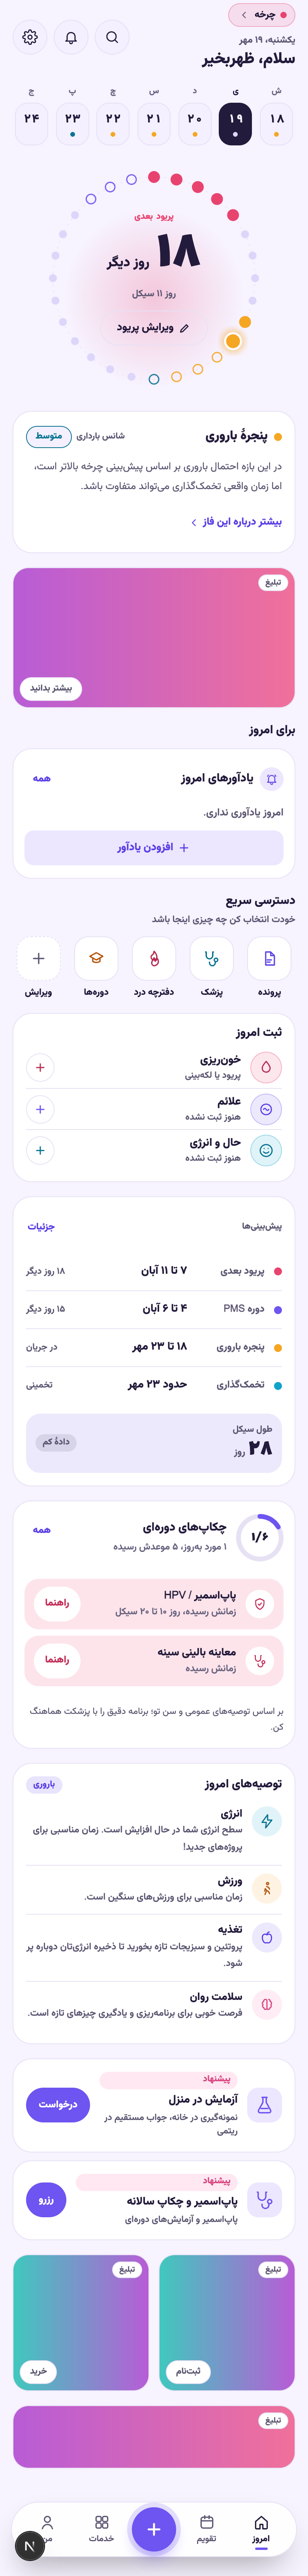 چرخه
یکشنبه، ۱۹ مهر
سلام، ظهربخیر
ش ی د س چ پ ج
۱۸ ۱۹ ۲۰ ۲۱ ۲۲ ۲۳ ۲۴
پریود بعدی
۱۸ روز دیگر
روز ۱۱ سیکل
ویرایش پریود
پنجرهٔ باروری
شانس بارداری متوسط
در این بازه احتمال باروری بر اساس پیش‌بینی چرخه بالاتر است،
اما زمان واقعی تخمک‌گذاری می‌تواند متفاوت باشد.
بیشتر درباره این فاز
تبلیغ
بیشتر بدانید
برای امروز
یادآورهای امروز
همه
امروز یادآوری نداری.
افزودن یادآور
دسترسی سریع
خودت انتخاب کن چه چیزی اینجا باشد
پرونده پزشک دفترچه درد دوره‌ها ویرایش
ثبت امروز
خون‌ریزی
پریود یا لکه‌بینی
علائم
هنوز ثبت نشده
حال و انرژی
هنوز ثبت نشده
پیش‌بینی‌ها
جزئیات
پریود بعدی ۷ تا ۱۱ آبان ۱۸ روز دیگر
دوره PMS ۴ تا ۶ آبان ۱۵ روز دیگر
پنجره باروری ۱۸ تا ۲۳ مهر در جریان
تخمک‌گذاری حدود ۲۳ مهر تخمینی
طول سیکل
۲۸ روز
دادهٔ کم
۱/۶
چکاپ‌های دوره‌ای
همه
۱ مورد به‌روز، ۵ موعدش رسیده
پاپ‌اسمیر / HPV
زمانش رسیده، روز ۱۰ تا ۲۰ سیکل
راهنما
معاینه بالینی سینه
زمانش رسیده
راهنما
بر اساس توصیه‌های عمومی و سن تو؛ برنامه دقیق را با پزشکت هماهنگ
کن.
توصیه‌های امروز
باروری
انرژی
سطح انرژی شما در حال افزایش است. زمان مناسبی برای
پروژه‌های جدید!
ورزش
زمان مناسبی برای ورزش‌های سنگین است.
تغذیه
پروتئین و سبزیجات تازه بخورید تا ذخیره انرژی‌تان دوباره پر
شود.
سلامت روان
فرصت خوبی برای برنامه‌ریزی و یادگیری چیزهای تازه است.
پیشنهاد
آزمایش در منزل
نمونه‌گیری در خانه، جواب مستقیم در
ریتمی
درخواست
پیشنهاد
پاپ‌اسمیر و چکاپ سالانه
پاپ‌اسمیر و آزمایش‌های دوره‌ای
رزرو
تبلیغ
ثبت‌نام
تبلیغ
خرید
تبلیغ
امروز تقویم خدمات من
N